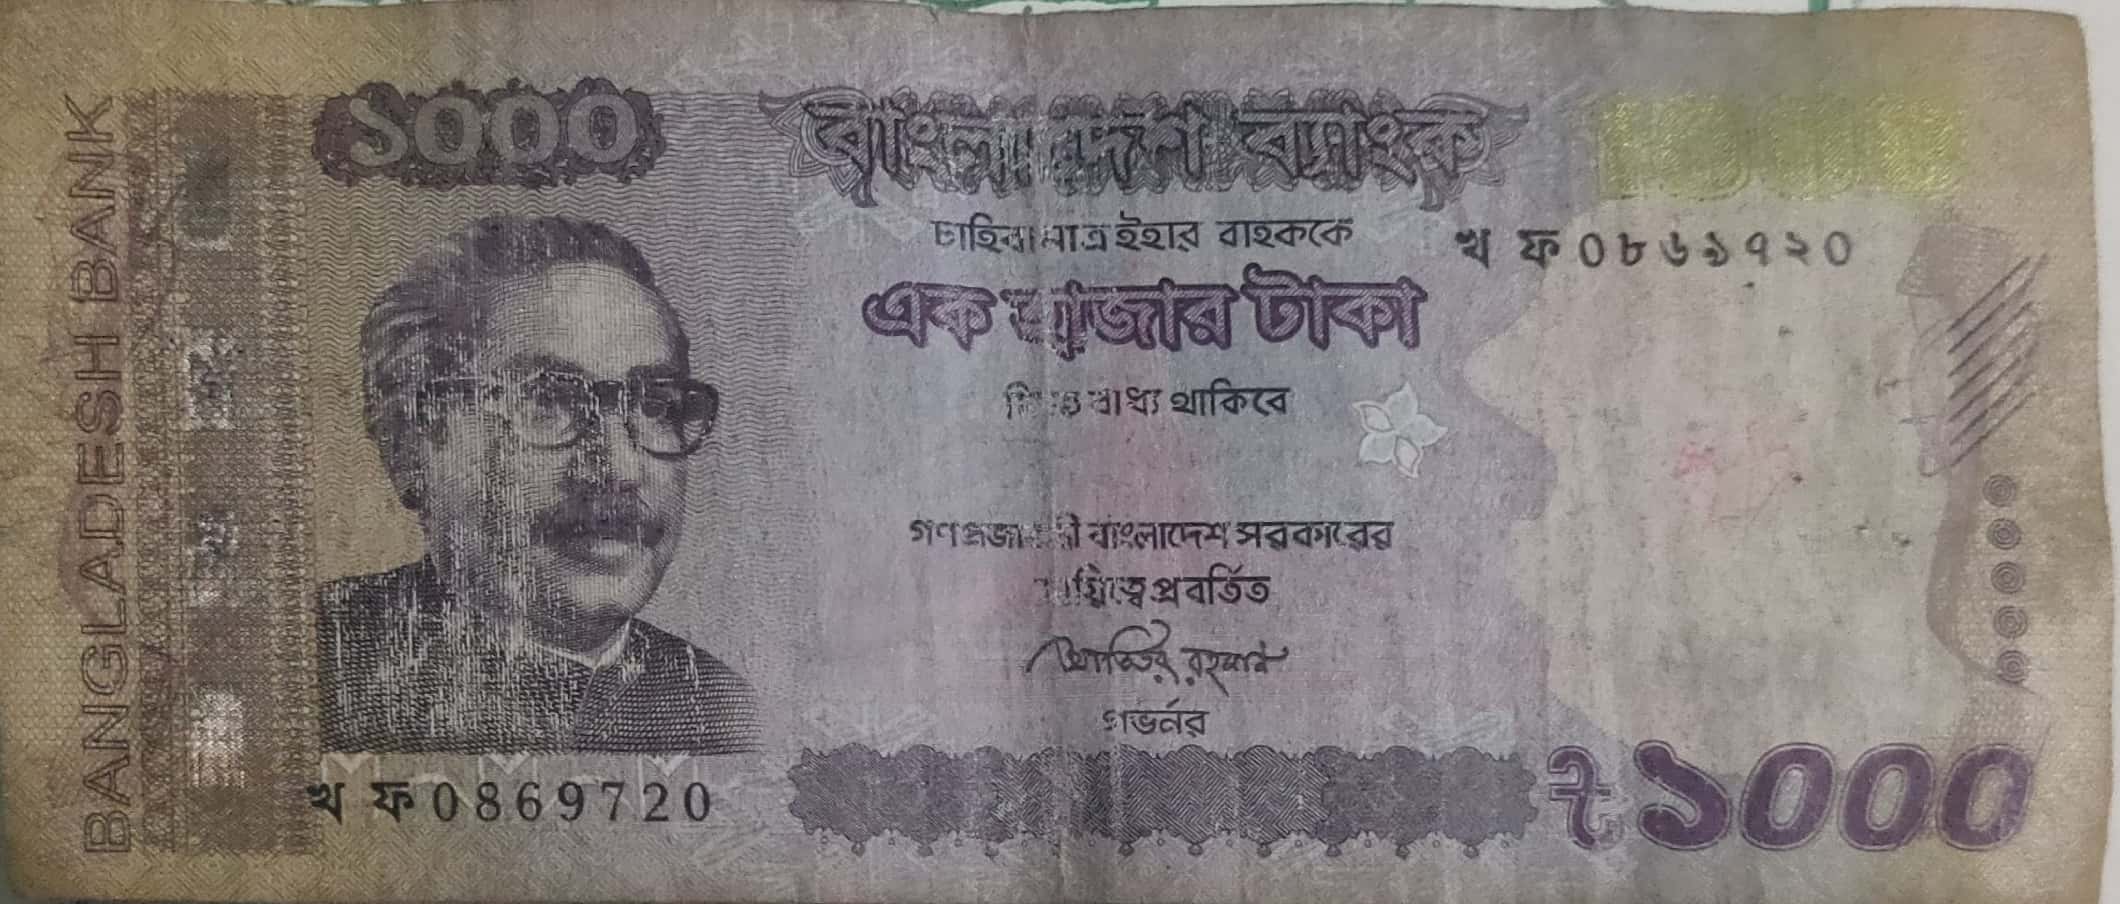 BANGLADESH BANK
১০০০
বাংলাদেশ ব্যাংক
চাহিবামাত্র ইহার বাহককে
খ ফ ০৮৬৯৭২০
এক হাজার টাকা
দিতে বাধ্য থাকিবে
গণপ্রজাতন্ত্রী বাংলাদেশ সরকারের
দায়িত্বে প্রবর্তিত
আতিউর রহমান
গভর্নর
খ ফ 0869720
৳১০০০